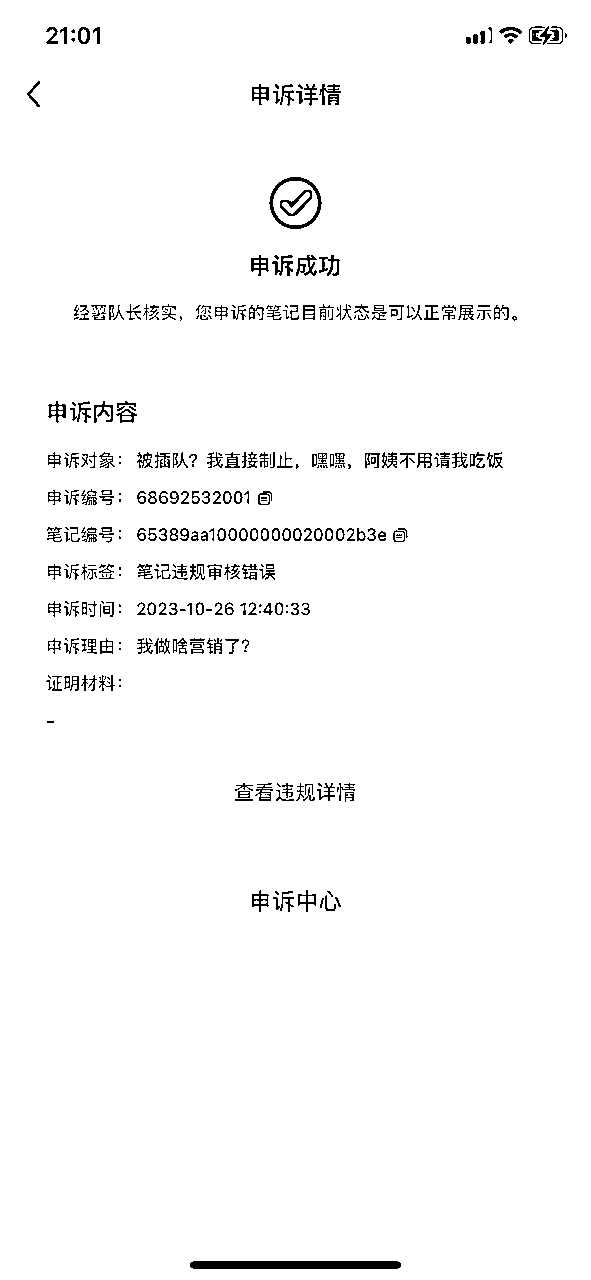 21:01
申诉详情
申诉成功
经薯队长核实，您申诉的笔记目前状态是可以正常展示的。
申诉内容
申诉对象：被插队？我直接制止，嘿嘿，阿姨不用请我吃饭
申诉编号：68692532001
笔记编号：65389aa10000000020002b3e
申诉标签：笔记违规审核错误
申诉时间：2023-10-26 12:40:33
申诉理由：我做啥营销了？
证明材料：
-
查看违规详情
申诉中心